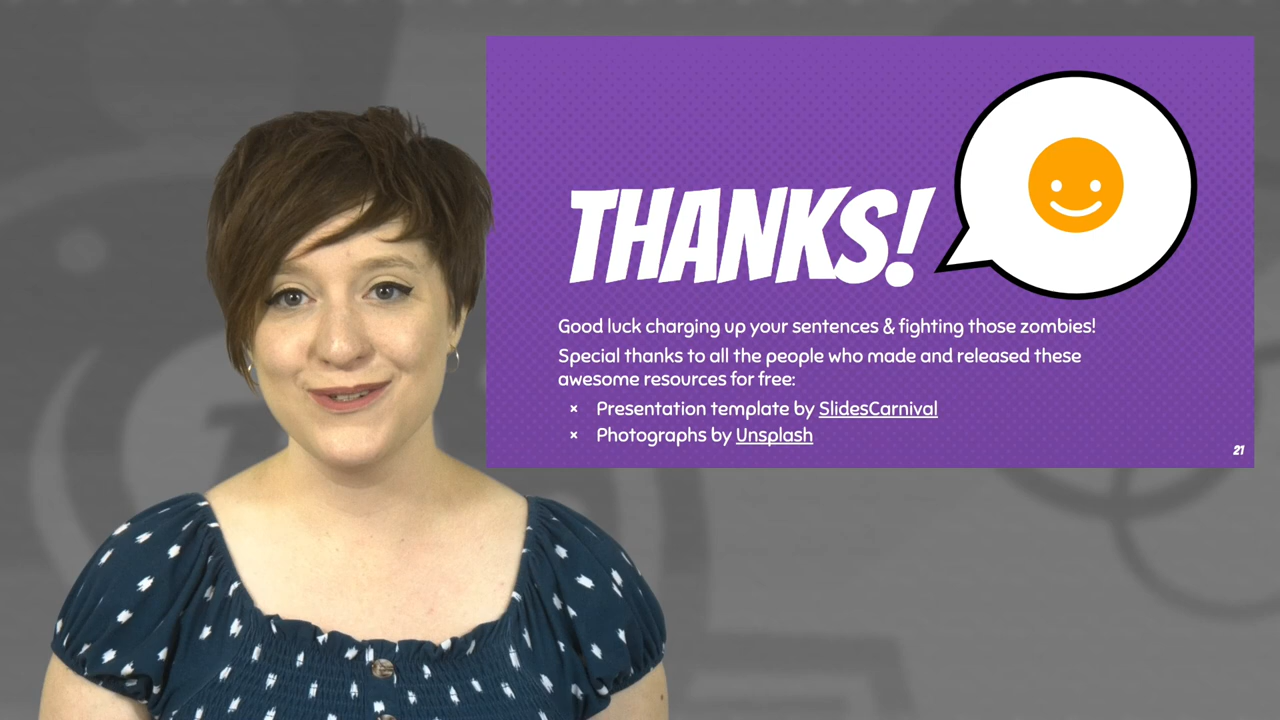 THANKS!
Good luck charging up your sentences & fighting those zombies!
Special thanks to all the people who made and released these
awesome resources for free:
× Presentation template by SlidesCarnival
× Photographs by Unsplash
21